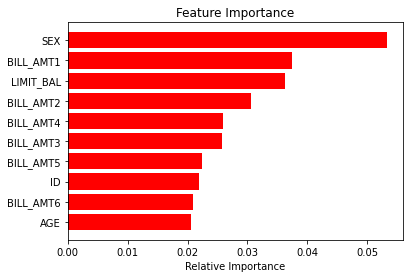 Feature Importance
SEX
BILL_AMT1
LIMIT_BAL
BILL_AMT2
BILL_AMT4
BILL_AMT3
BILL_AMT5
ID
BILL_AMT6
AGE
0.00 0.01 0.02 0.03 0.04 0.05
Relative Importance